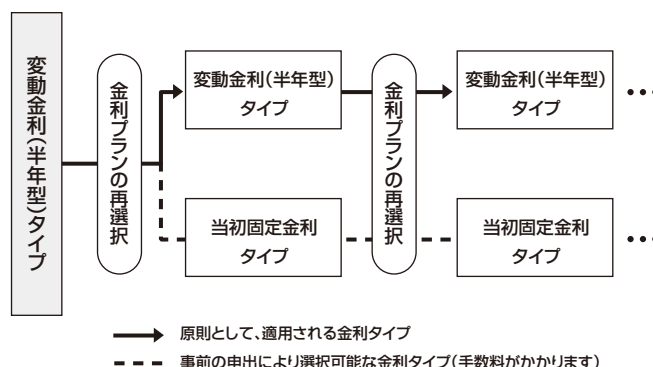 変動金利(半年型)タイプ
金利プランの再選択
変動金利(半年型)
タイプ
金利プランの再選択
変動金利(半年型)
タイプ
当初固定金利
タイプ
当初固定金利
タイプ
原則として、適用される金利タイプ
事前の申出により選択可能な金利タイプ(手数料がかかります)